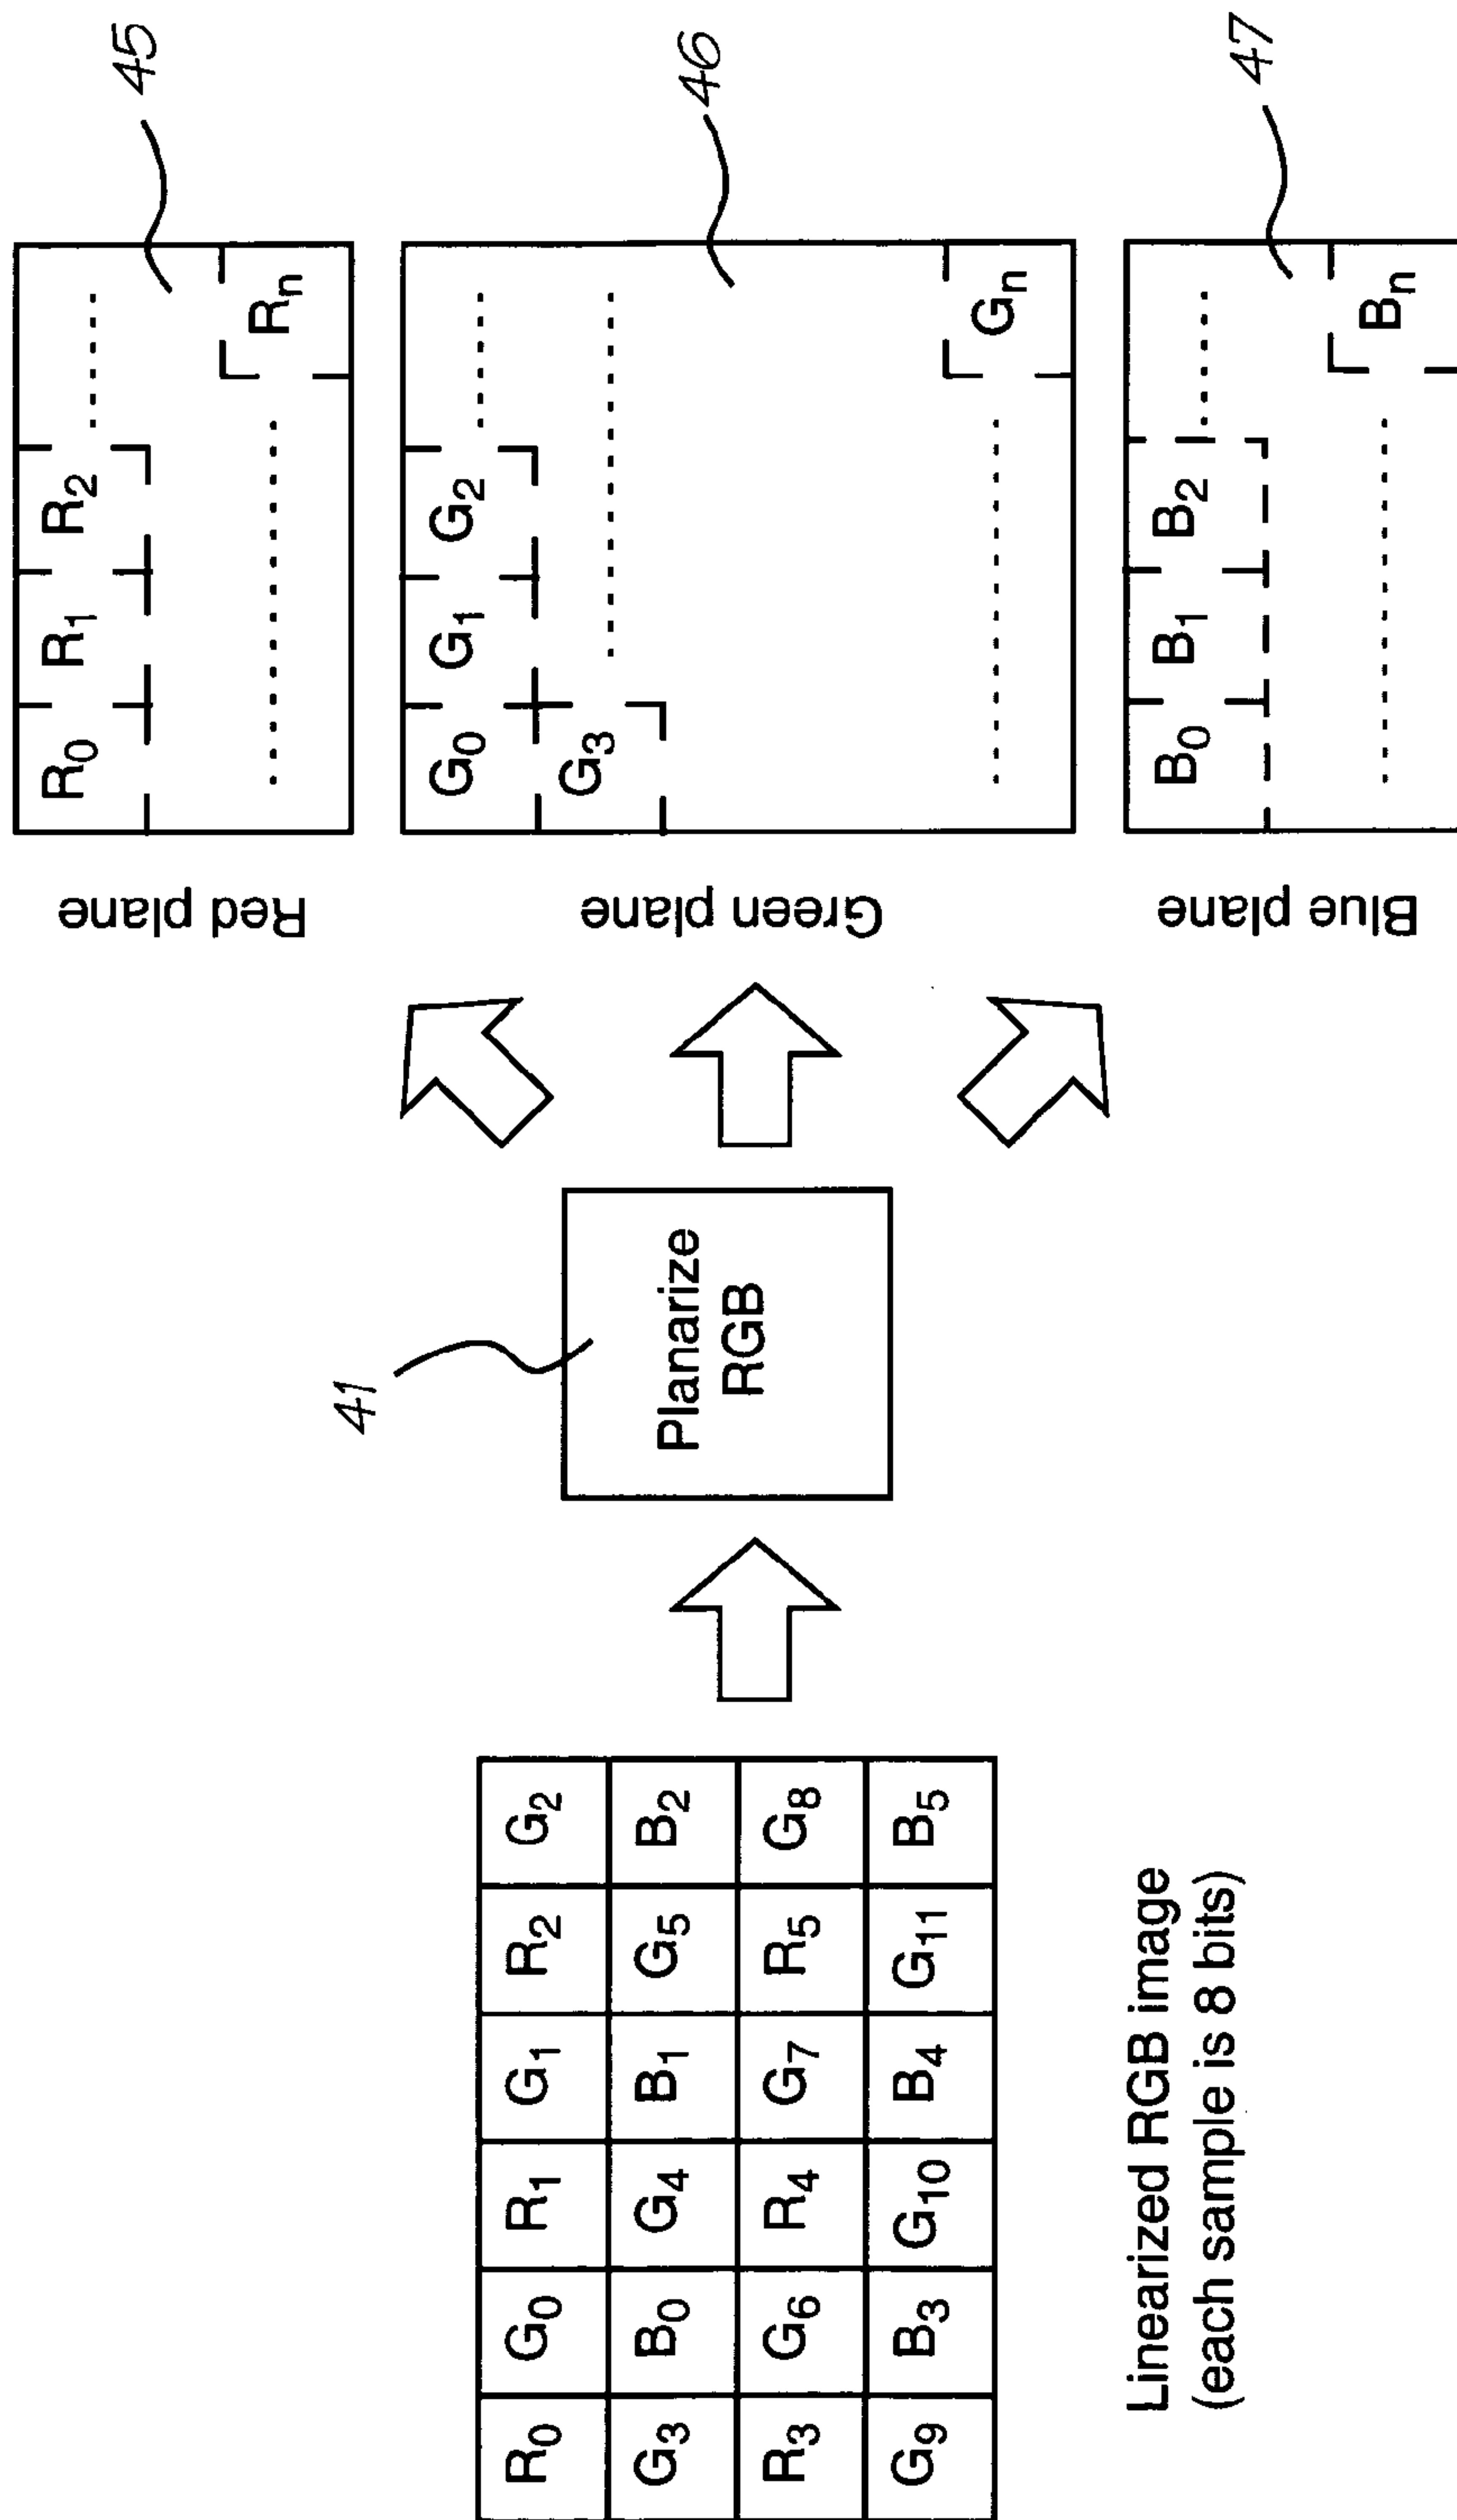 R0 G0 R1 G1 R2 G2
G3 B0 G4 B1 G5 B2
R3 G6 R4 G7 R5 G8
G9 B3 G10 B4 G11 B5
Linearized RGB image
(each sample is 8 bits)
41
Planarize
RGB
Red plane
R0 R1 R2
Rn
45
Green plane
G0 G1 G2
G3
Gn
46
Blue plane
B0 B1 B2
Bn
47